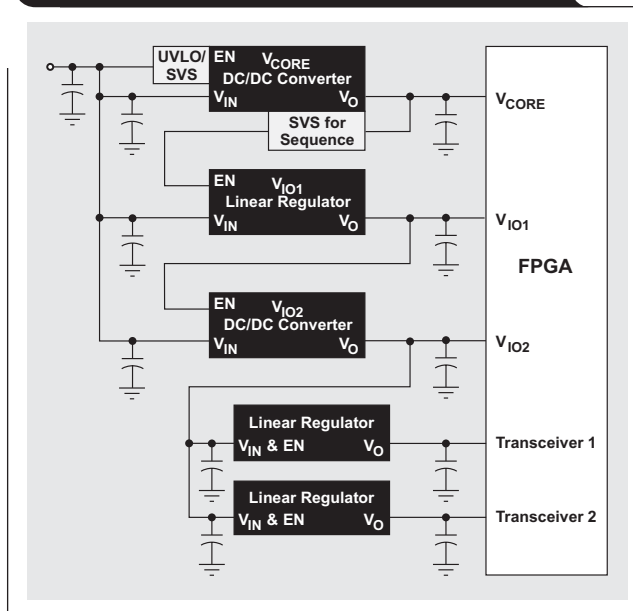 UVLO/
SVS
EN VCORE
DC/DC Converter
VIN VO
VCORE
SVS for
Sequence
EN VIO1
Linear Regulator
VIN VO
VIO1
FPGA
EN VIO2
DC/DC Converter
VIN VO
VIO2
Linear Regulator
VIN & EN VO
Transceiver 1
Linear Regulator
VIN & EN VO
Transceiver 2